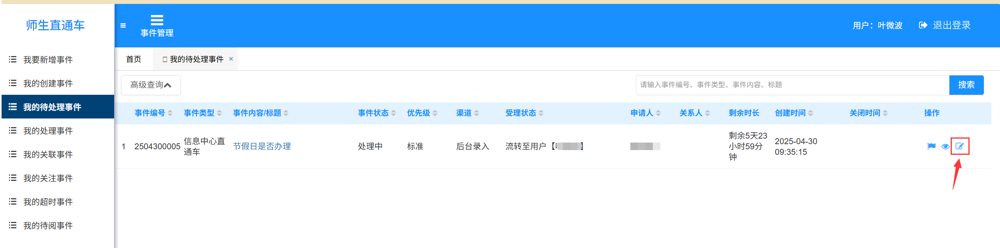 师生直通车
事件管理
用户：叶微波
退出登录
我要新增事件
我的创建事件
我的待处理事件
我的处理事件
我的关联事件
我的关注事件
我的超时事件
我的待阅事件
首页
我的待处理事件 ×
高级查询
请输入事件编号、事件类型、事件内容、标题
搜索
事件编号 事件类型 事件内容/标题 事件状态 优先级 渠道 受理状态 申请人 关系人 剩余时长 创建时间 关闭时间 操作
1 2504300005 信息中心直通车 节假日是否办理 处理中 标准 后台录入 流转至用户【 】 剩余5天23小时59分钟 2025-04-30 09:35:15